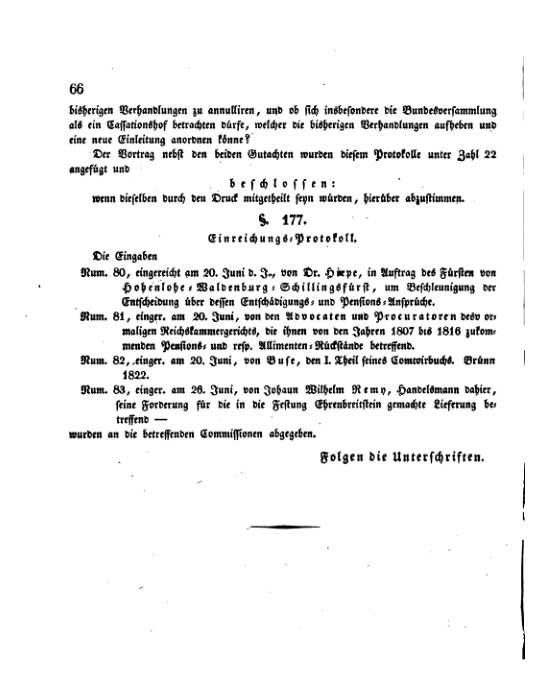 66
bisherigen Verhandlungen zu annulliren, und ob sich insbesondere die Bundesversammlung
als ein Cassationshof betrachten dürfe, welcher die bisherigen Verhandlungen aufheben und
eine neue Einleitung anordnen könne?
Der Vortrag nebst den beiden Gutachten wurden diesem Protokolle unter Zahl 22
angefügt und
beschlossen:
wenn dieselben durch den Druck mitgetheilt seyn würden, hierüber abzustimmen.
§. 177.
Einreichungs-Protokoll.
Die Eingaben
Num. 80, eingereicht am 20. Juni d. J., von Dr. Hiepe, in Auftrag des Fürsten von
Hohenlohe-Waldenburg-Schillingsfürst, um Beschleunigung der
Entscheidung über dessen Entschädigungs- und Pensions-Ansprüche.
Num. 81, einger. am 20. Juni, von den Advocaten und Procuratoren des vor-
maligen Reichskammergerichts, die ihnen von den Jahren 1807 bis 1816 zukom-
menden Pensions- und resp. Alimenten-Rückstände betreffend.
Num. 82, einger. am 20. Juni, von Buse, den I. Theil seines Comtoirbuchs. Brünn
1822.
Num. 83, einger. am 26. Juni, von Johann Wilhelm Remy, Handelsmann dahier,
seine Forderung für die in die Festung Ehrenbreitstein gemachte Lieferung be-
treffend —
wurden an die betreffenden Commissionen abgegeben.
Folgen die Unterschriften.